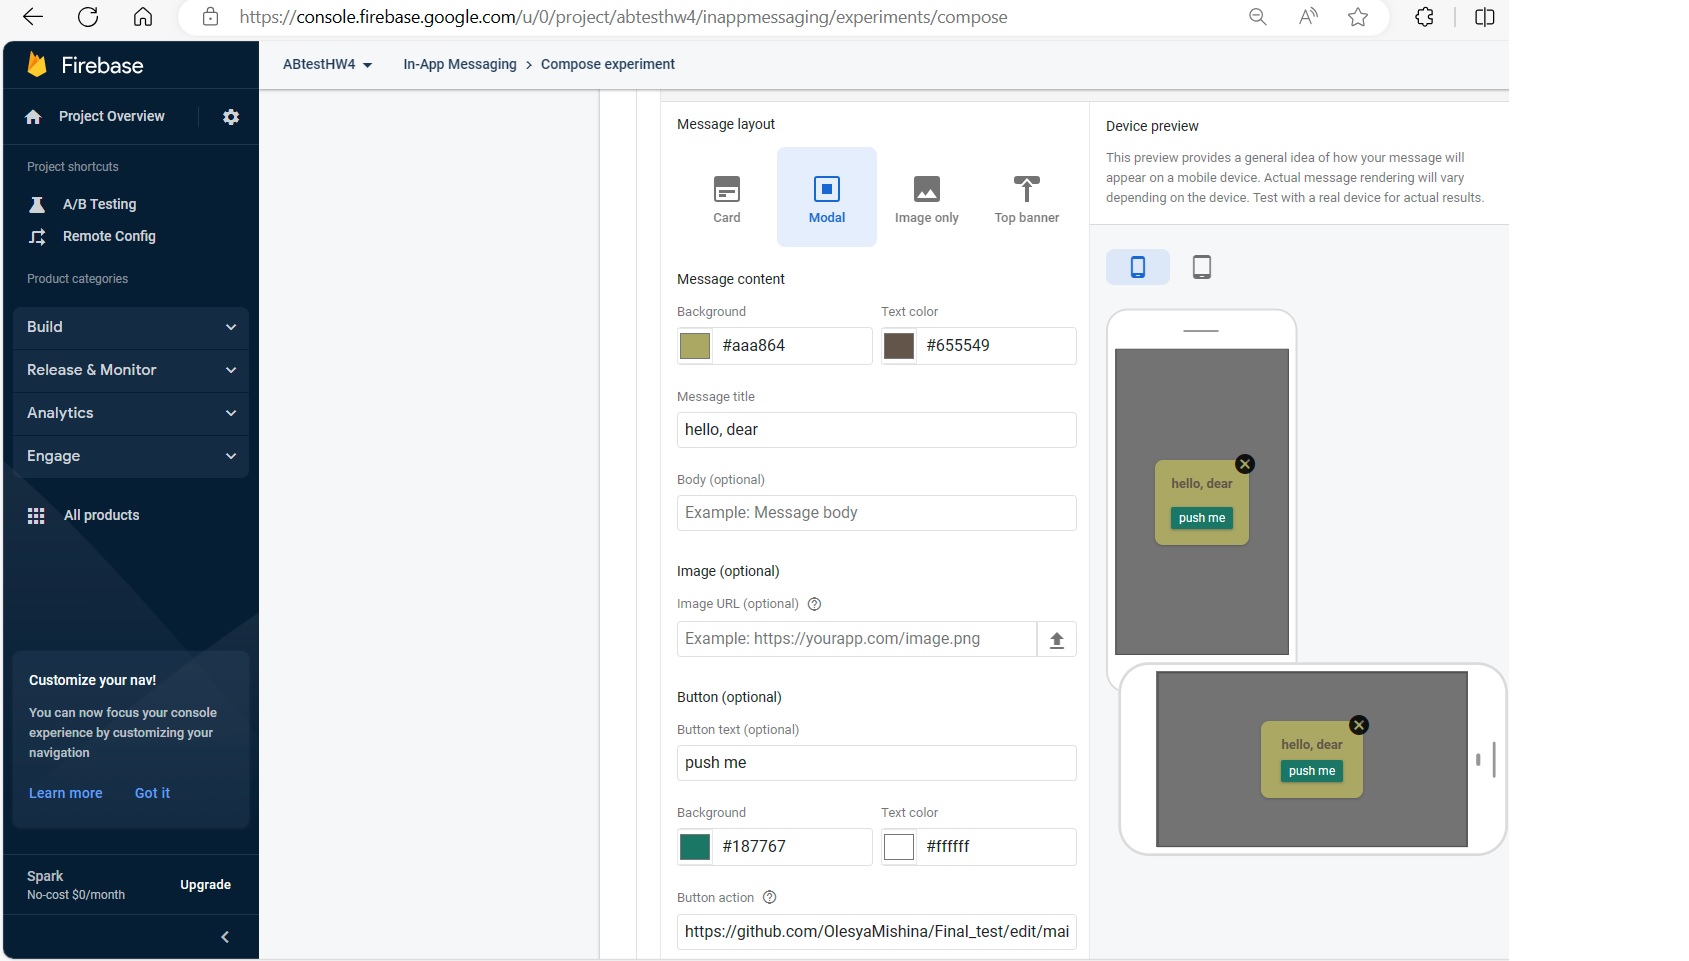 https://console.firebase.google.com/u/0/project/abtesthw4/inappmessaging/experiments/compose
Firebase
ABtestHW4
In-App Messaging > Compose experiment
Project Overview
Project shortcuts
A/B Testing
Remote Config
Product categories
Build
Release & Monitor
Analytics
Engage
All products
Customize your nav!
You can now focus your console
experience by customizing your
navigation
Learn more Got it
Spark
No-cost $0/month
Upgrade
Message layout
Card
Modal
Image only
Top banner
Message content
Background Text color
#aaa864 #655549
Message title
hello, dear
Body (optional)
Example: Message body
Image (optional)
Image URL (optional)
Example: https://yourapp.com/image.png
Button (optional)
Button text (optional)
push me
Background Text color
#187767 #ffffff
Button action
https://github.com/OlesyaMishina/Final_test/edit/mai
Device preview
This preview provides a general idea of how your message will
appear on a mobile device. Actual message rendering will vary
depending on the device. Test with a real device for actual results.
hello, dear
push me
hello, dear
push me